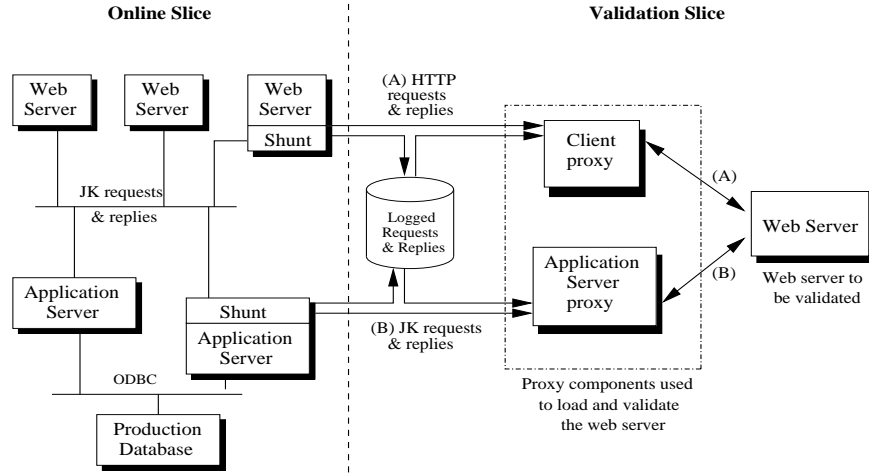 Online Slice
Validation Slice
Web
Server
Web
Server
Web
Server
Shunt
(A) HTTP
requests
& replies
Client
proxy
(A)
JK requests
& replies
Logged
Requests
& Replies
Web Server
Web server to
be validated
(B)
Application
Server
Shunt
Application
Server
(B) JK requests
& replies
Application
Server
proxy
ODBC
Production
Database
Proxy components used
to load and validate
the web server